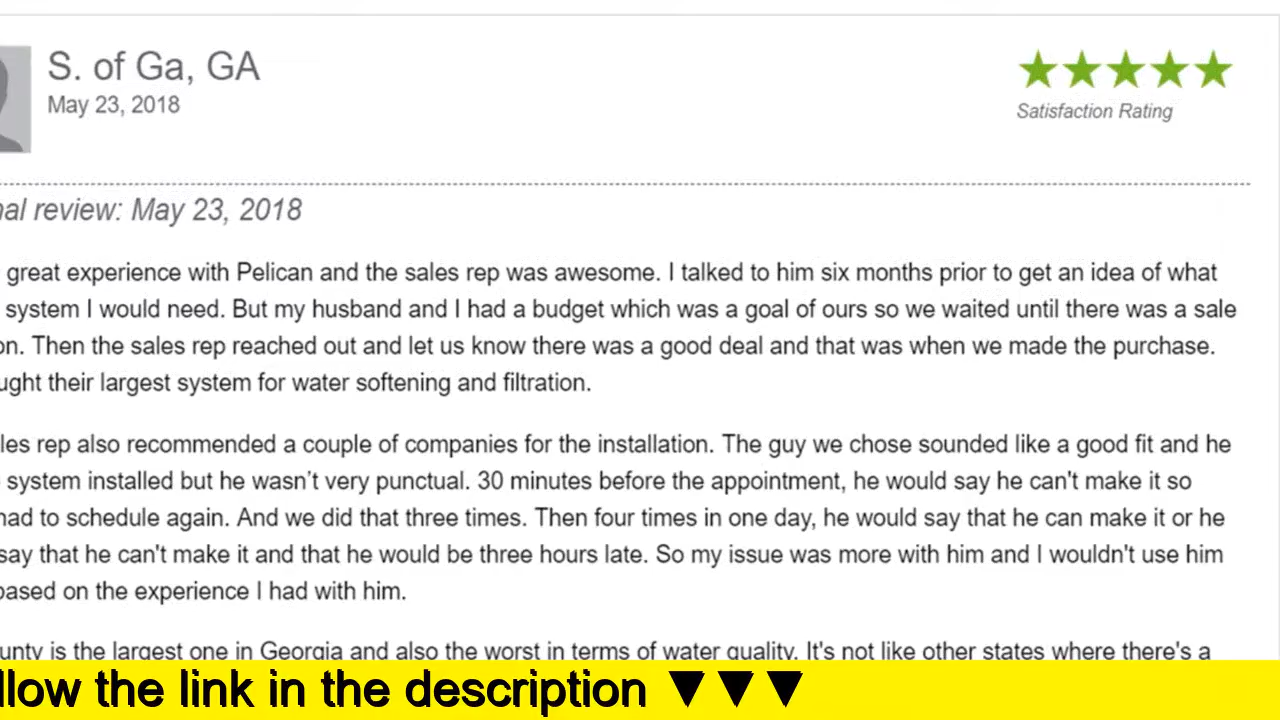 S. of Ga, GA
May 23, 2018
Satisfaction Rating
nal review: May 23, 2018
great experience with Pelican and the sales rep was awesome. I talked to him six months prior to get an idea of what
system I would need. But my husband and I had a budget which was a goal of ours so we waited until there was a sale
on. Then the sales rep reached out and let us know there was a good deal and that was when we made the purchase.
ught their largest system for water softening and filtration.
les rep also recommended a couple of companies for the installation. The guy we chose sounded like a good fit and he
system installed but he wasn’t very punctual. 30 minutes before the appointment, he would say he can't make it so
had to schedule again. And we did that three times. Then four times in one day, he would say that he can make it or he
say that he can't make it and that he would be three hours late. So my issue was more with him and I wouldn't use him
based on the experience I had with him.
unty is the largest one in Georgia and also the worst in terms of water quality. It's not like other states where there's a
llow the link in the description ▼▼▼